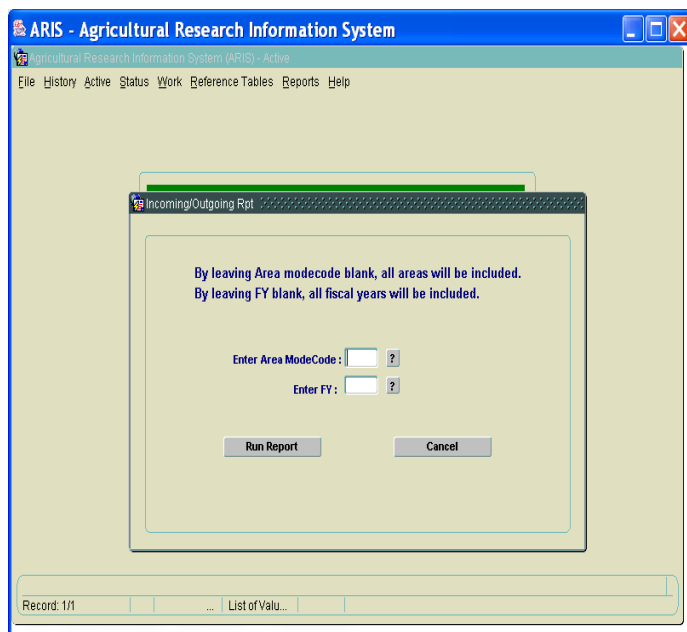 ARIS - Agricultural Research Information System
Agricultural Research Information System (ARIS) - Active
File History Active Status Work Reference Tables Reports Help
Incoming/Outgoing Rpt
By leaving Area modecode blank, all areas will be included.
By leaving FY blank, all fiscal years will be included.
Enter Area ModeCode : ?
Enter FY : ?
Run Report Cancel
Record: 1/1 ... List of Valu...